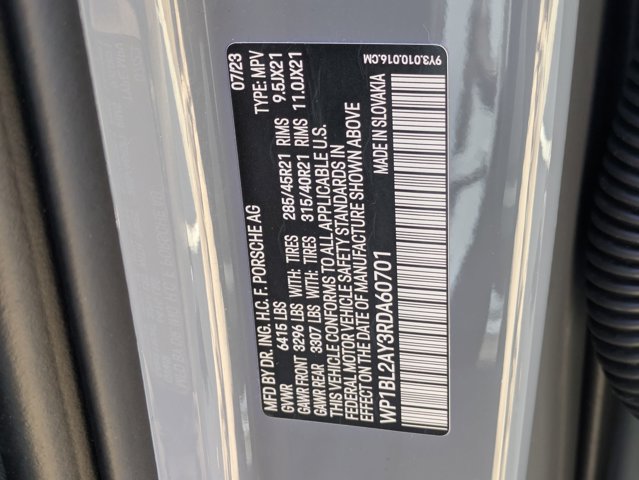 MFD BY DR. ING. H.C. F. PORSCHE AG 07/23
GVWR 6415 LBS TYPE: MPV
GAWR FRONT 3296 LBS WITH: TIRES 285/45R21 RIMS 9.5JX21
GAWR REAR 3307 LBS WITH: TIRES 315/40R21 RIMS 11.0JX21
THIS VEHICLE CONFORMS TO ALL APPLICABLE U.S.
FEDERAL MOTOR VEHICLE SAFETY STANDARDS IN
EFFECT ON THE DATE OF MANUFACTURE SHOWN ABOVE
MADE IN SLOVAKIA
WP1BL2AY3RDA60701
9Y3.010.016.CM